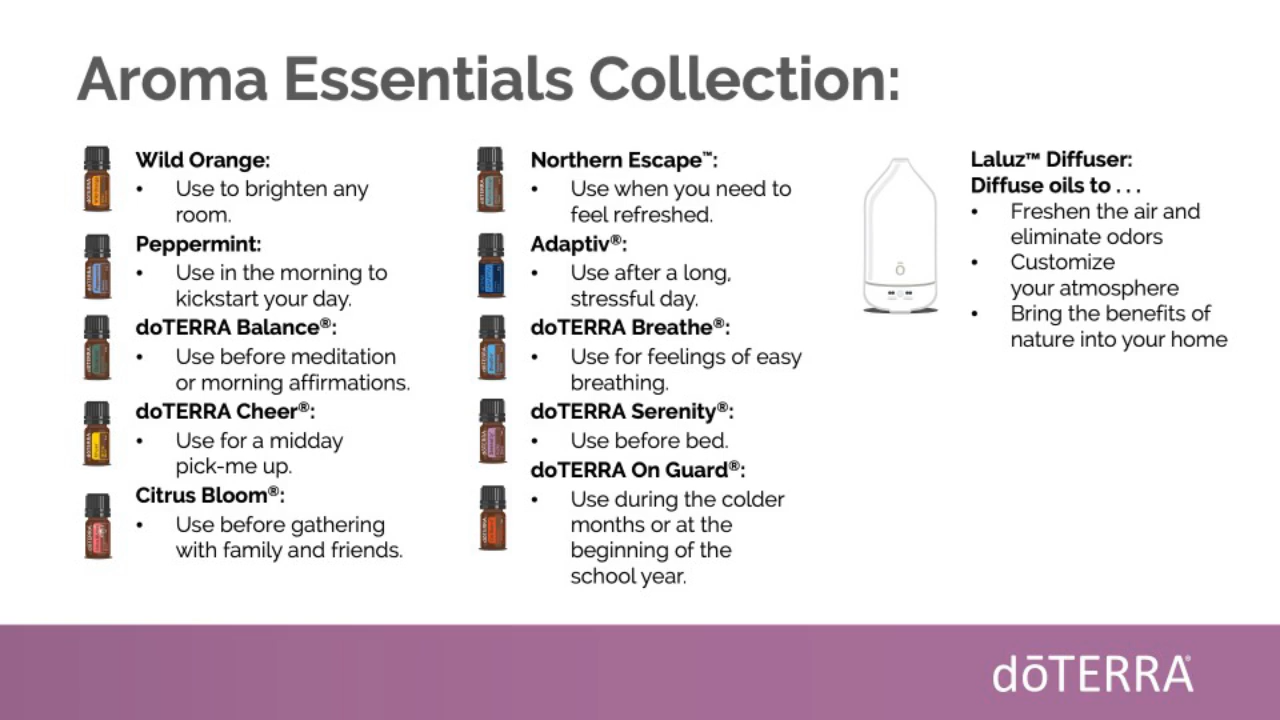 Aroma Essentials Collection:
Wild Orange:
• Use to brighten any
room.
Peppermint:
• Use in the morning to
kickstart your day.
doTERRA Balance®:
• Use before meditation
or morning affirmations.
doTERRA Cheer®:
• Use for a midday
pick-me up.
Citrus Bloom®:
• Use before gathering
with family and friends.
Northern Escape™:
• Use when you need to
feel refreshed.
Adaptiv®:
• Use after a long,
stressful day.
doTERRA Breathe®:
• Use for feelings of easy
breathing.
doTERRA Serenity®:
• Use before bed.
doTERRA On Guard®:
• Use during the colder
months or at the
beginning of the
school year.
Laluz™ Diffuser:
Diffuse oils to . . .
• Freshen the air and
eliminate odors
• Customize
your atmosphere
• Bring the benefits of
nature into your home
dōTERRA®